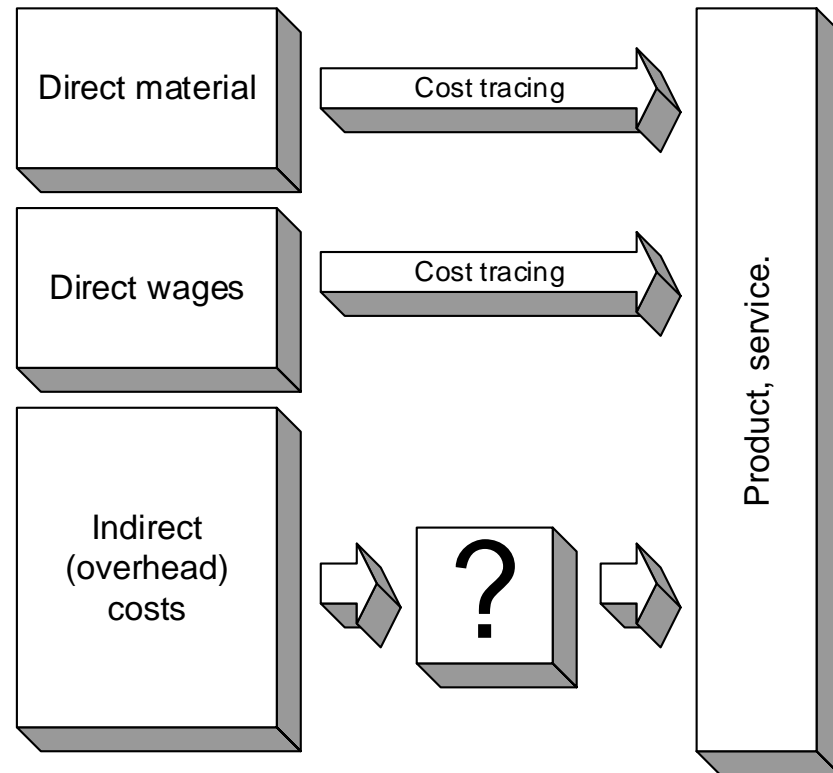 Direct material
Cost tracing
Direct wages
Cost tracing
Indirect
(overhead)
costs
?
Product, service.